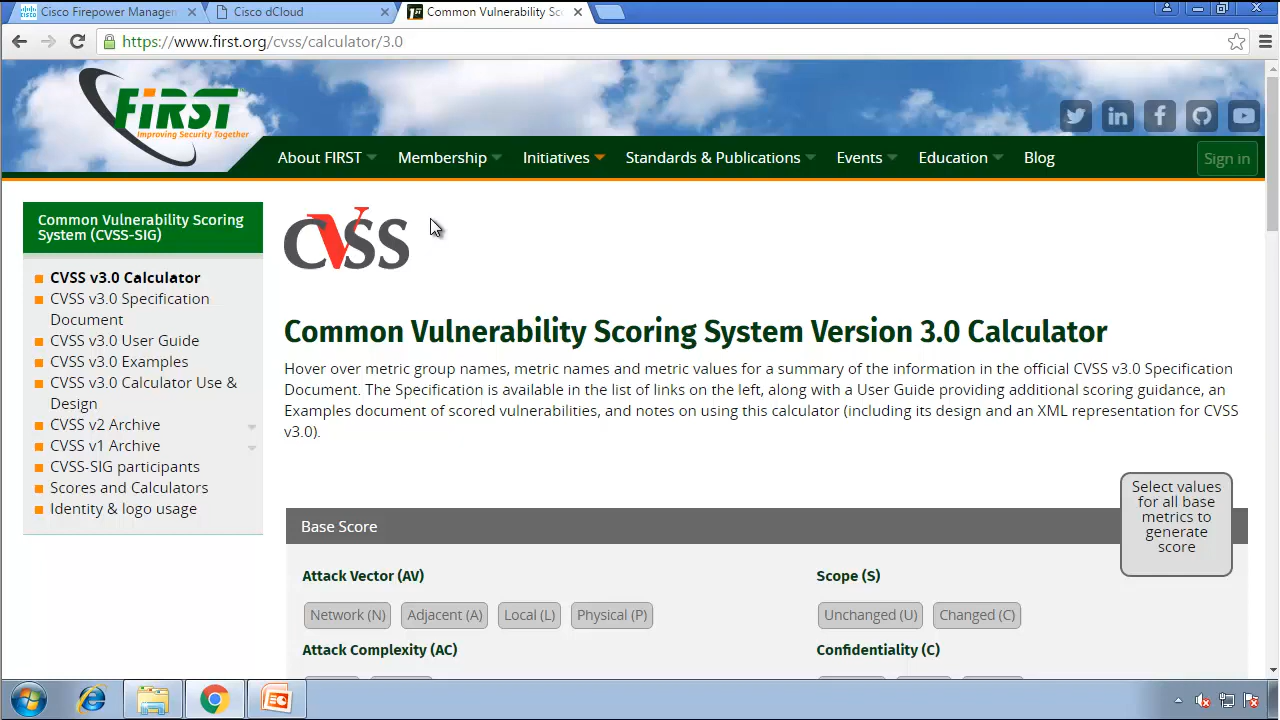 Cisco Firepower Managem
Cisco dCloud
Common Vulnerability Sc
https://www.first.org/cvss/calculator/3.0
FIRST
Improving Security Together
About FIRST
Membership
Initiatives
Standards & Publications
Events
Education
Blog
Sign in
Common Vulnerability Scoring
System (CVSS-SIG)
CVSS v3.0 Calculator
CVSS v3.0 Specification
Document
CVSS v3.0 User Guide
CVSS v3.0 Examples
CVSS v3.0 Calculator Use &
Design
CVSS v2 Archive
CVSS v1 Archive
CVSS-SIG participants
Scores and Calculators
Identity & logo usage
CVSS
Common Vulnerability Scoring System Version 3.0 Calculator
Hover over metric group names, metric names and metric values for a summary of the information in the official CVSS v3.0 Specification
Document. The Specification is available in the list of links on the left, along with a User Guide providing additional scoring guidance, an
Examples document of scored vulnerabilities, and notes on using this calculator (including its design and an XML representation for CVSS
v3.0).
Select values
for all base
metrics to
generate
score
Base Score
Attack Vector (AV)
Network (N)
Adjacent (A)
Local (L)
Physical (P)
Attack Complexity (AC)
Scope (S)
Unchanged (U)
Changed (C)
Confidentiality (C)